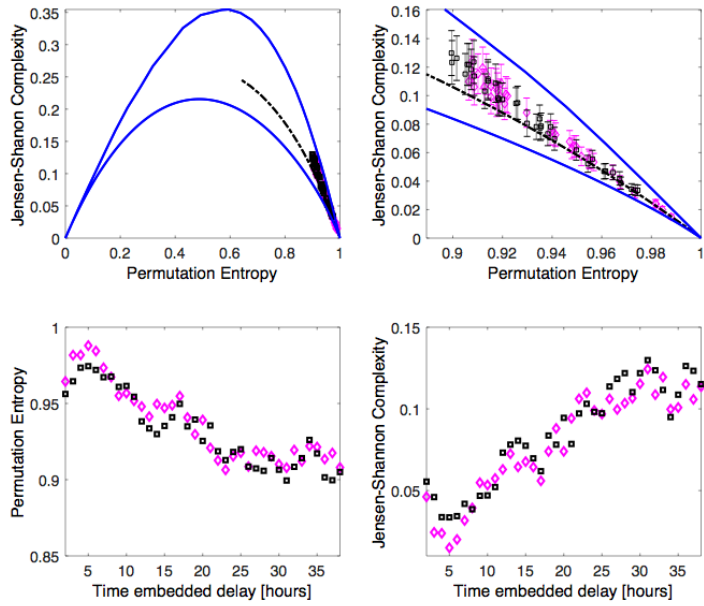 0.35
0.3
0.25
0.2
0.15
0.1
0.05
0
Jensen-Shanon Complexity
0 0.2 0.4 0.6 0.8 1
Permutation Entropy
0.16
0.14
0.12
0.1
0.08
0.06
0.04
0.02
0
Jensen-Shanon Complexity
0.9 0.92 0.94 0.96 0.98 1
Permutation Entropy
1
0.95
0.9
0.85
Permutation Entropy
5 10 15 20 25 30 35
Time embedded delay [hours]
0.15
0.1
0.05
Jensen-Shannon Complexity
5 10 15 20 25 30 35
Time embedded delay [hours]